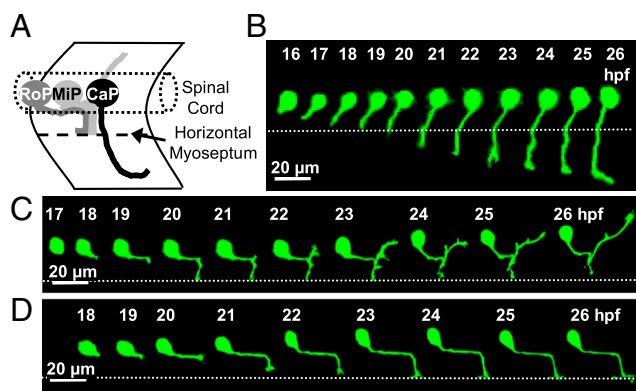 A
RoP MiP CaP
Spinal
Cord
Horizontal
Myoseptum
B
16 17 18 19 20 21 22 23 24 25 26
hpf
20 µm
C
17 18 19 20 21 22 23 24 25 26 hpf
20 µm
D
18 19 20 21 22 23 24 25 26 hpf
20 µm